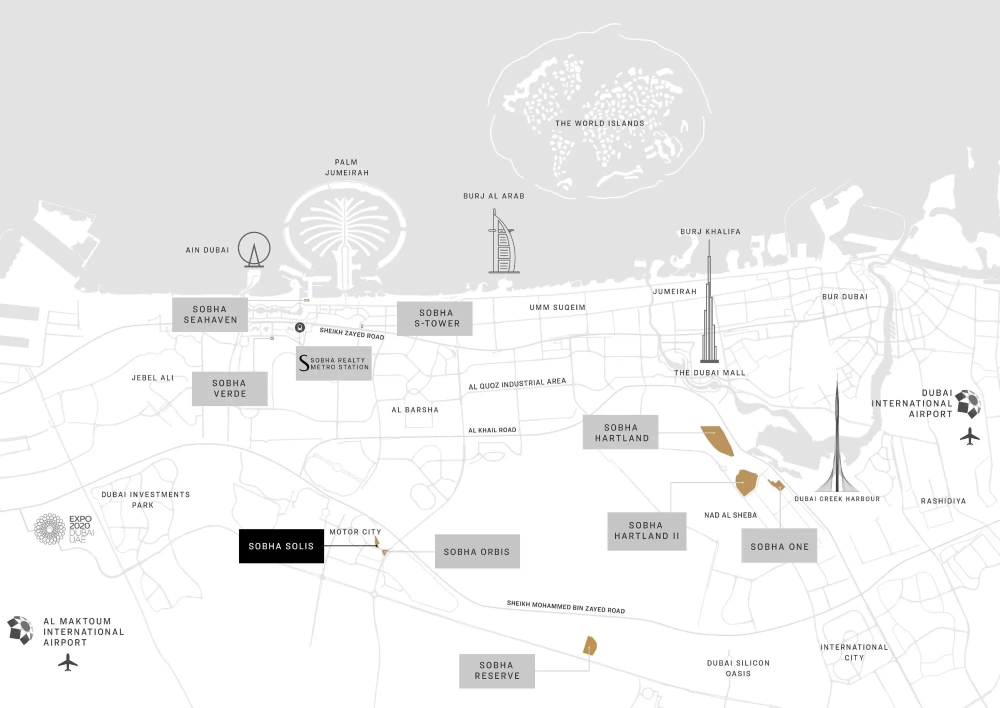 THE WORLD ISLANDS
PALM
JUMEIRAH
BURJ AL ARAB
AIN DUBAI
BURJ KHALIFA
JUMEIRAH
BUR DUBAI
SOBHA
SEAHAVEN
SOBHA
S-TOWER
UMM SUQEIM
SHEIKH ZAYED ROAD
S SOBHA REALTY
METRO STATION
JEBEL ALI
SOBHA
VERDE
AL QUOZ INDUSTRIAL AREA
THE DUBAI MALL
DUBAI
INTERNATIONAL
AIRPORT
AL BARSHA
AL KHAIL ROAD
SOBHA
HARTLAND
DUBAI INVESTMENTS
PARK
DUBAI CREEK HARBOUR
RASHIDIYA
EXPO
2020
DUBAI
UAE
NAD AL SHEBA
SOBHA
HARTLAND II
SOBHA ONE
MOTOR CITY
SOBHA SOLIS
SOBHA ORBIS
SHEIKH MOHAMMED BIN ZAYED ROAD
AL MAKTOUM
INTERNATIONAL
AIRPORT
SOBHA
RESERVE
DUBAI SILICON
OASIS
INTERNATIONAL
CITY